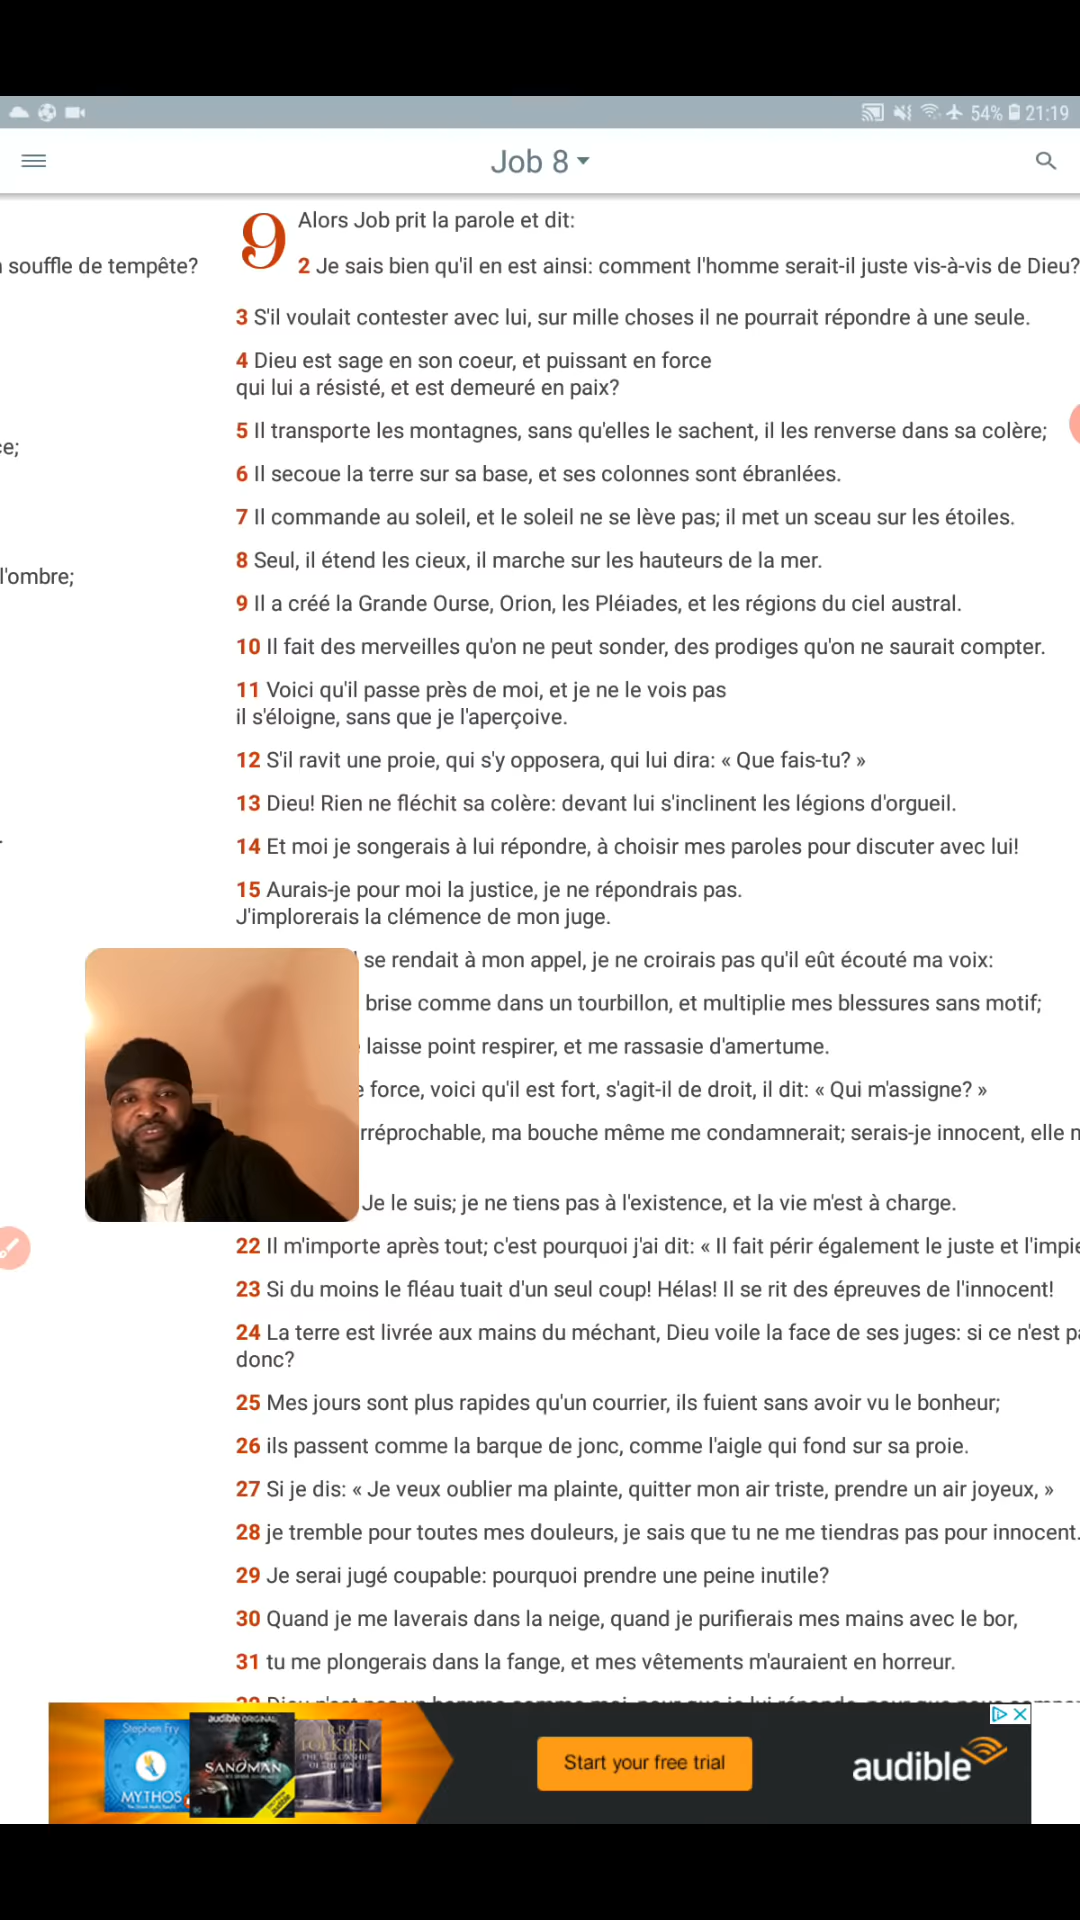 54% 21:19
Job 8
souffle de tempête?
ce;
l'ombre;
9 Alors Job prit la parole et dit:
2 Je sais bien qu'il en est ainsi: comment l'homme serait-il juste vis-à-vis de Dieu?
3 S'il voulait contester avec lui, sur mille choses il ne pourrait répondre à une seule.
4 Dieu est sage en son coeur, et puissant en force
qui lui a résisté, et est demeuré en paix?
5 Il transporte les montagnes, sans qu'elles le sachent, il les renverse dans sa colère;
6 Il secoue la terre sur sa base, et ses colonnes sont ébranlées.
7 Il commande au soleil, et le soleil ne se lève pas; il met un sceau sur les étoiles.
8 Seul, il étend les cieux, il marche sur les hauteurs de la mer.
9 Il a créé la Grande Ourse, Orion, les Pléiades, et les régions du ciel austral.
10 Il fait des merveilles qu'on ne peut sonder, des prodiges qu'on ne saurait compter.
11 Voici qu'il passe près de moi, et je ne le vois pas
il s'éloigne, sans que je l'aperçoive.
12 S'il ravit une proie, qui s'y opposera, qui lui dira: « Que fais-tu? »
13 Dieu! Rien ne fléchit sa colère: devant lui s'inclinent les légions d'orgueil.
14 Et moi je songerais à lui répondre, à choisir mes paroles pour discuter avec lui!
15 Aurais-je pour moi la justice, je ne répondrais pas.
J'implorerais la clémence de mon juge.
se rendait à mon appel, je ne croirais pas qu'il eût écouté ma voix:
brise comme dans un tourbillon, et multiplie mes blessures sans motif;
laisse point respirer, et me rassasie d'amertume.
force, voici qu'il est fort, s'agit-il de droit, il dit: « Qui m'assigne? »
rréprochable, ma bouche même me condamnerait; serais-je innocent, elle
Je le suis; je ne tiens pas à l'existence, et la vie m'est à charge.
22 Il m'importe après tout; c'est pourquoi j'ai dit: « Il fait périr également le juste et l'impie
23 Si du moins le fléau tuait d'un seul coup! Hélas! Il se rit des épreuves de l'innocent!
24 La terre est livrée aux mains du méchant, Dieu voile la face de ses juges: si ce n'est pa
donc?
25 Mes jours sont plus rapides qu'un courrier, ils fuient sans avoir vu le bonheur;
26 ils passent comme la barque de jonc, comme l'aigle qui fond sur sa proie.
27 Si je dis: « Je veux oublier ma plainte, quitter mon air triste, prendre un air joyeux, »
28 je tremble pour toutes mes douleurs, je sais que tu ne me tiendras pas pour innocent.
29 Je serai jugé coupable: pourquoi prendre une peine inutile?
30 Quand je me laverais dans la neige, quand je purifierais mes mains avec le bor,
31 tu me plongerais dans la fange, et mes vêtements m'auraient en horreur.
Stephen Fry
MYTHOS
audible ORIGINAL
SANDMAN
TOLKIEN
THE FELLOWSHIP
OF THE RING
Start your free trial
audible